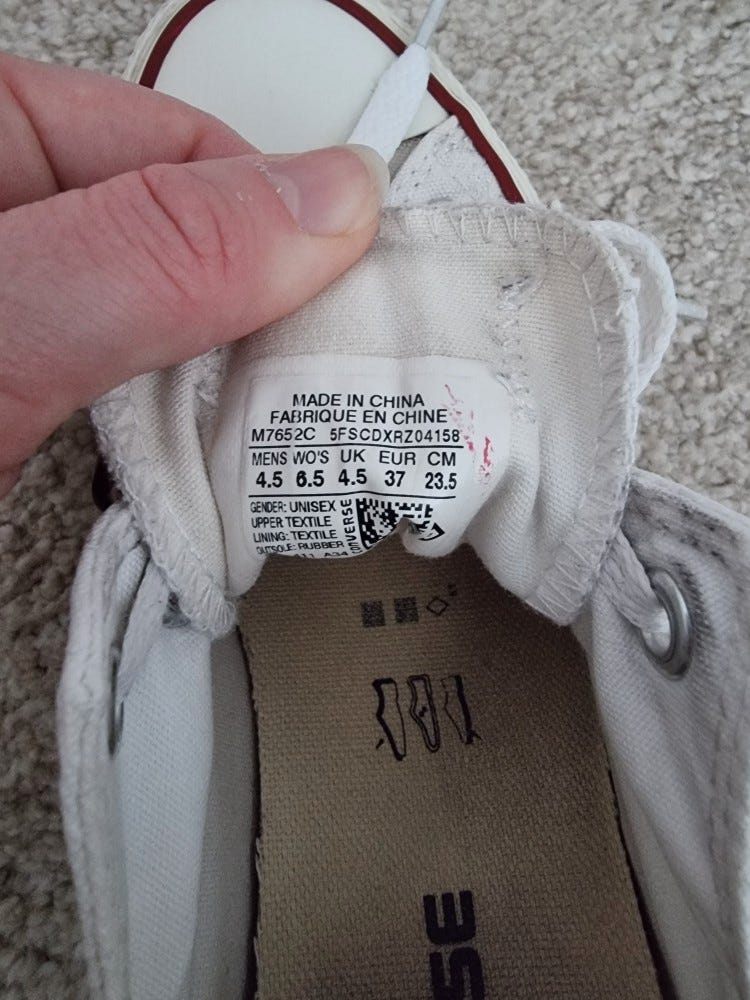 MADE IN CHINA
FABRIQUE EN CHINE
M7652C 5FSCDXRZ04158
MENS WO'S UK EUR CM
4.5 6.5 4.5 37 23.5
GENDER: UNISEX
UPPER TEXTILE
LINING: TEXTILE
OUTSOLE: RUBBER
CONVERSE
SE